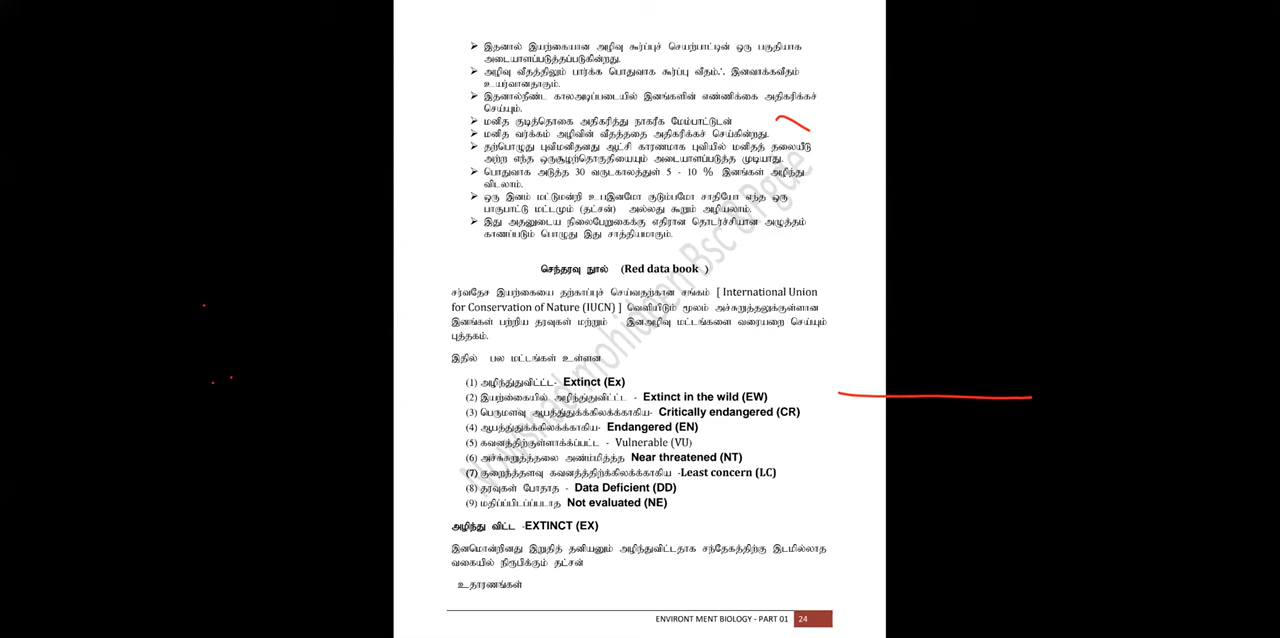 இதனால் இயற்கையான அழிவு கூர்ப்புச் செயற்பாட்டின் ஒரு பகுதியாக
அடையாளப்படுத்தப்படுகின்றது.
அழிவு வீதத்திலும் பார்க்க பொதுவாக கூர்ப்பு வீதம்∴ இனவாக்கவீதம்
உயர்வானதாகும்.
இதனால்நீண்ட காலஅடிப்படையில் இனங்களின் எண்ணிக்கை அதிகரிக்கச்
செய்யும்.
மனித குடித்தொகை அதிகரித்து நாகரீக மேம்பாட்டுடன்
மனித வர்க்கம் அழிவின் வீதத்ததை அதிகரிக்கச் செய்கின்றது.
தற்பொழுது புவிமனிதனது ஆட்சி காரணமாக புவியில் மனிதத் தலையீடு
அற்ற எந்த ஒருசூழற்தொகுதியையும் அடையாளப்படுத்த முடியாது.
பொதுவாக அடுத்த 30 வருடகாலத்துள் 5 - 10 % இனங்கள் அழிந்து
விடலாம்.
ஒரு இனம் மட்டுமன்றி உபஇனமோ குடும்பமோ சாதியோ எந்த ஒரு
பாகுபாட்டு மட்டமும் (தட்சன்) அல்லது கூறும் அழியலாம்.
இது அதனுடைய நிலைபேறுகைக்கு எதிரான தொடர்ச்சியான அழுத்தம்
காணப்படும் பொழுது இது சாத்தியமாகும்.
செந்தரவு நூல் (Red data book )
சர்வதேச இயற்கையை தற்காப்புச் செய்வதற்கான சங்கம் [ International Union
for Conservation of Nature (IUCN) ] வெளியிடும் மூலம் அச்சுறுத்தலுக்குள்ளான
இனங்கள் பற்றிய தரவுகள் மற்றும் இனஅழிவு மட்டங்களை வரையறை செய்யும்
புத்தகம்.
இதில் பல மட்டங்கள் உள்ளன
(1) அழிந்துதுவிட்ட்ட- Extinct (Ex)
(2) இயற்கையில் அழிந்துதுவிட்ட்ட - Extinct in the wild (EW)
(3) பெருமளவு ஆபத்துதுக்க்கிலக்க்காகிய- Critically endangered (CR)
(4) ஆபத்துதுக்க்கிலக்க்காகிய- Endangered (EN)
(5) கவனத்திற்குள்ளாக்கப்பட்ட - Vulnerable (VU)
(6) அச்சுசுறுத்த்தலை அண்மமித்த்த Near threatened (NT)
(7) குறைந்த்தளவு கவனத்த்திற்க்கிலக்க்காகிய -Least concern (LC)
(8) தரவுகள் போதாத - Data Deficient (DD)
(9) மதிப்ப்பிடப்ப்படாத Not evaluated (NE)
அழிந்து விட்ட -EXTINCT (EX)
இனமொன்றினது இறுதித் தனியனும் அழிந்துவிட்டதாக சந்தேகத்திற்கு இடமில்லாத
வகையில் நிரூபிக்கும் தட்சன்
உதாரணங்கள்
ENVIRONT MENT BIOLOGY - PART 01 24